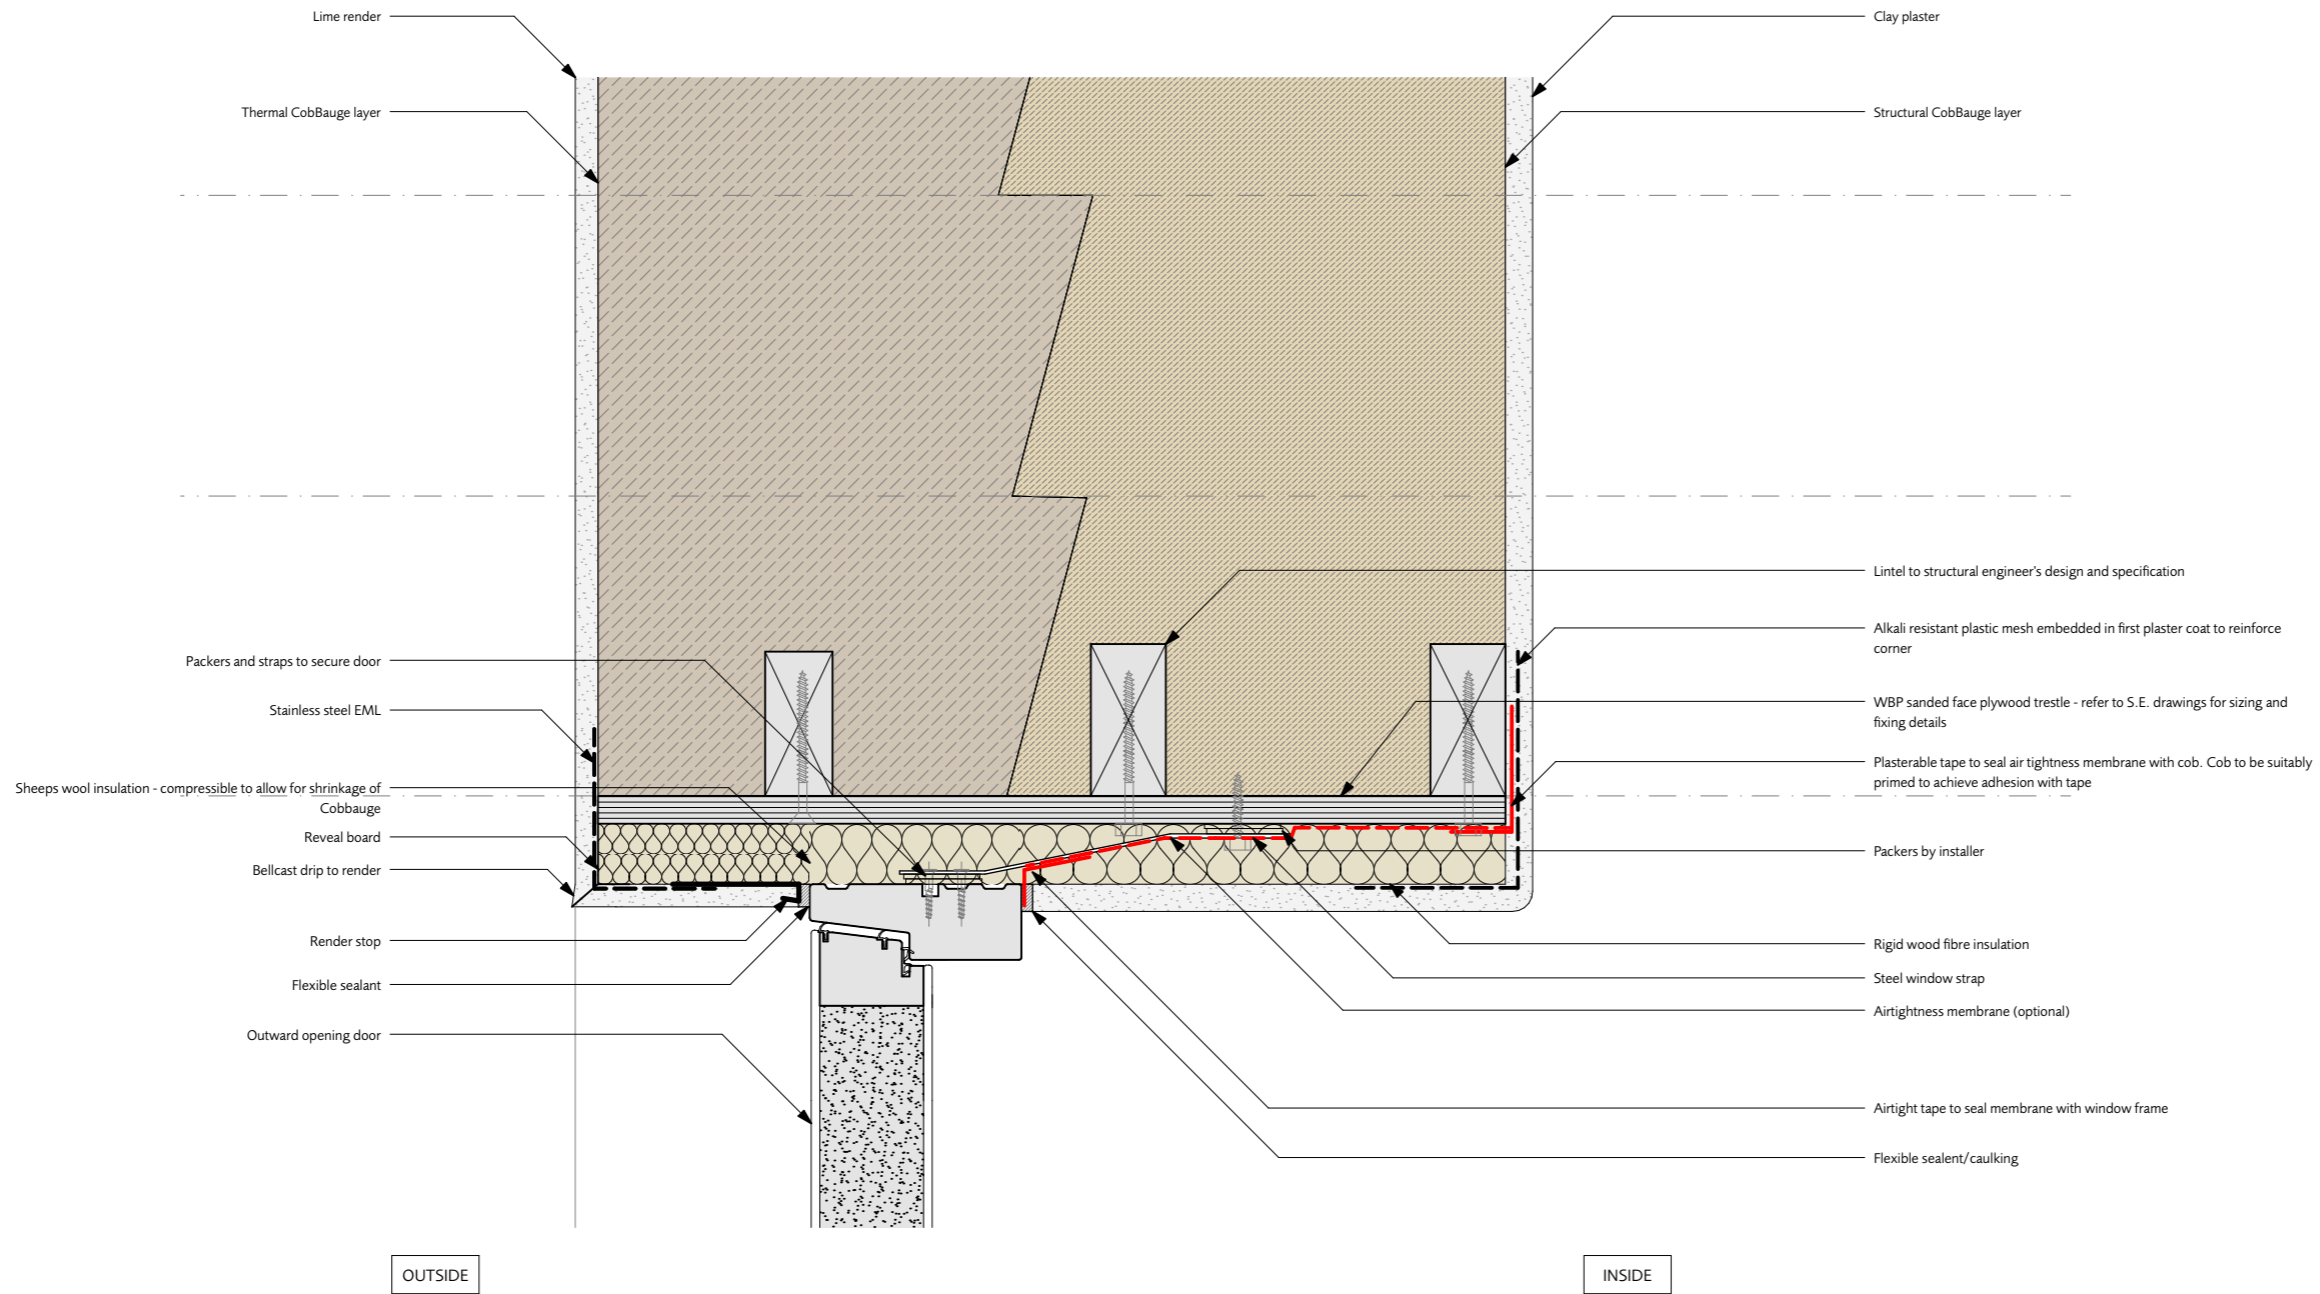 Lime render
Thermal CobBauge layer
Packers and straps to secure door
Stainless steel EML
Sheeps wool insulation - compressible to allow for shrinkage of
Cobbauge
Reveal board
Bellcast drip to render
Render stop
Flexible sealant
Outward opening door
OUTSIDE
Clay plaster
Structural CobBauge layer
Lintel to structural engineer's design and specification
Alkali resistant plastic mesh embedded in first plaster coat to reinforce
corner
WBP sanded face plywood trestle - refer to S.E. drawings for sizing and
fixing details
Plasterable tape to seal air tightness membrane with cob. Cob to be suitably
primed to achieve adhesion with tape
Packers by installer
Rigid wood fibre insulation
Steel window strap
Airtightness membrane (optional)
Airtight tape to seal membrane with window frame
Flexible sealent/caulking
INSIDE